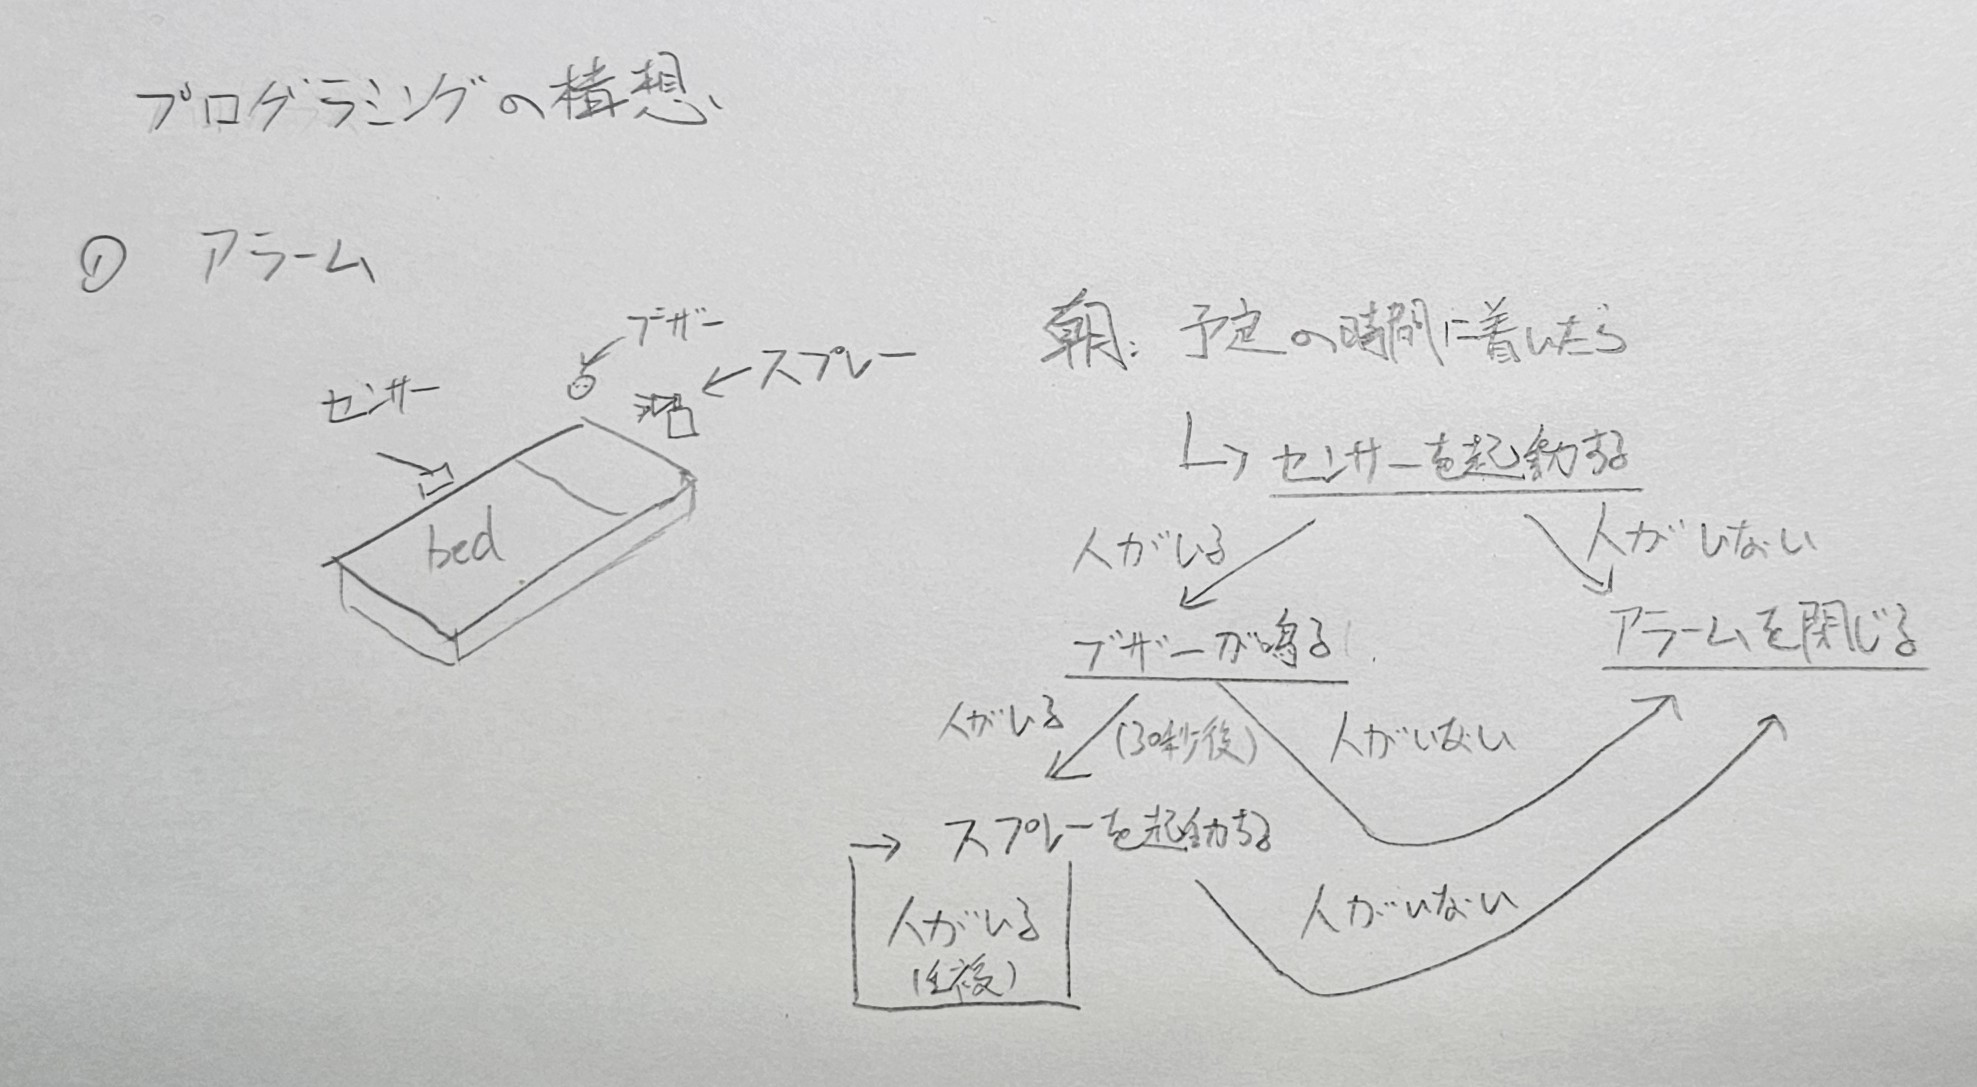 プログラミングの構想
① アラーム
ブザー
スプレー
センサー
bed
朝: 予定の時間に着いたら
センサーを起動する
人がいる
人がいない
ブザーが鳴る
アラームを閉じる
人がいる
(30秒後)
人がいない
スプレーを起動する
人がいる
人がいない